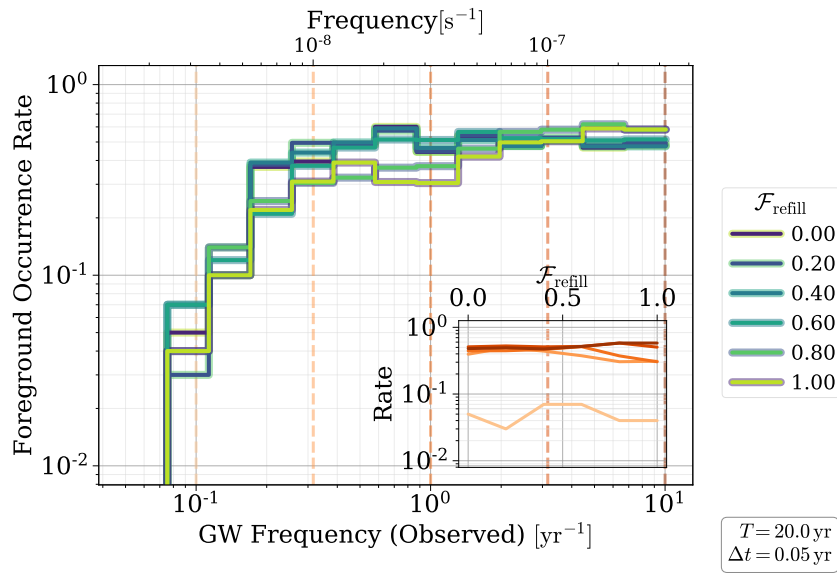 Frequency[s⁻¹]
10⁻⁸ 10⁻⁷
Foreground Occurrence Rate
10⁰
10⁻¹
10⁻²
10⁻¹ 10⁰ 10¹
GW Frequency (Observed) [yr⁻¹]
ℱrefill
0.0 0.5 1.0
Rate
10⁰
10⁻¹
10⁻²
ℱrefill
0.00
0.20
0.40
0.60
0.80
1.00
T = 20.0 yr
Δt = 0.05 yr